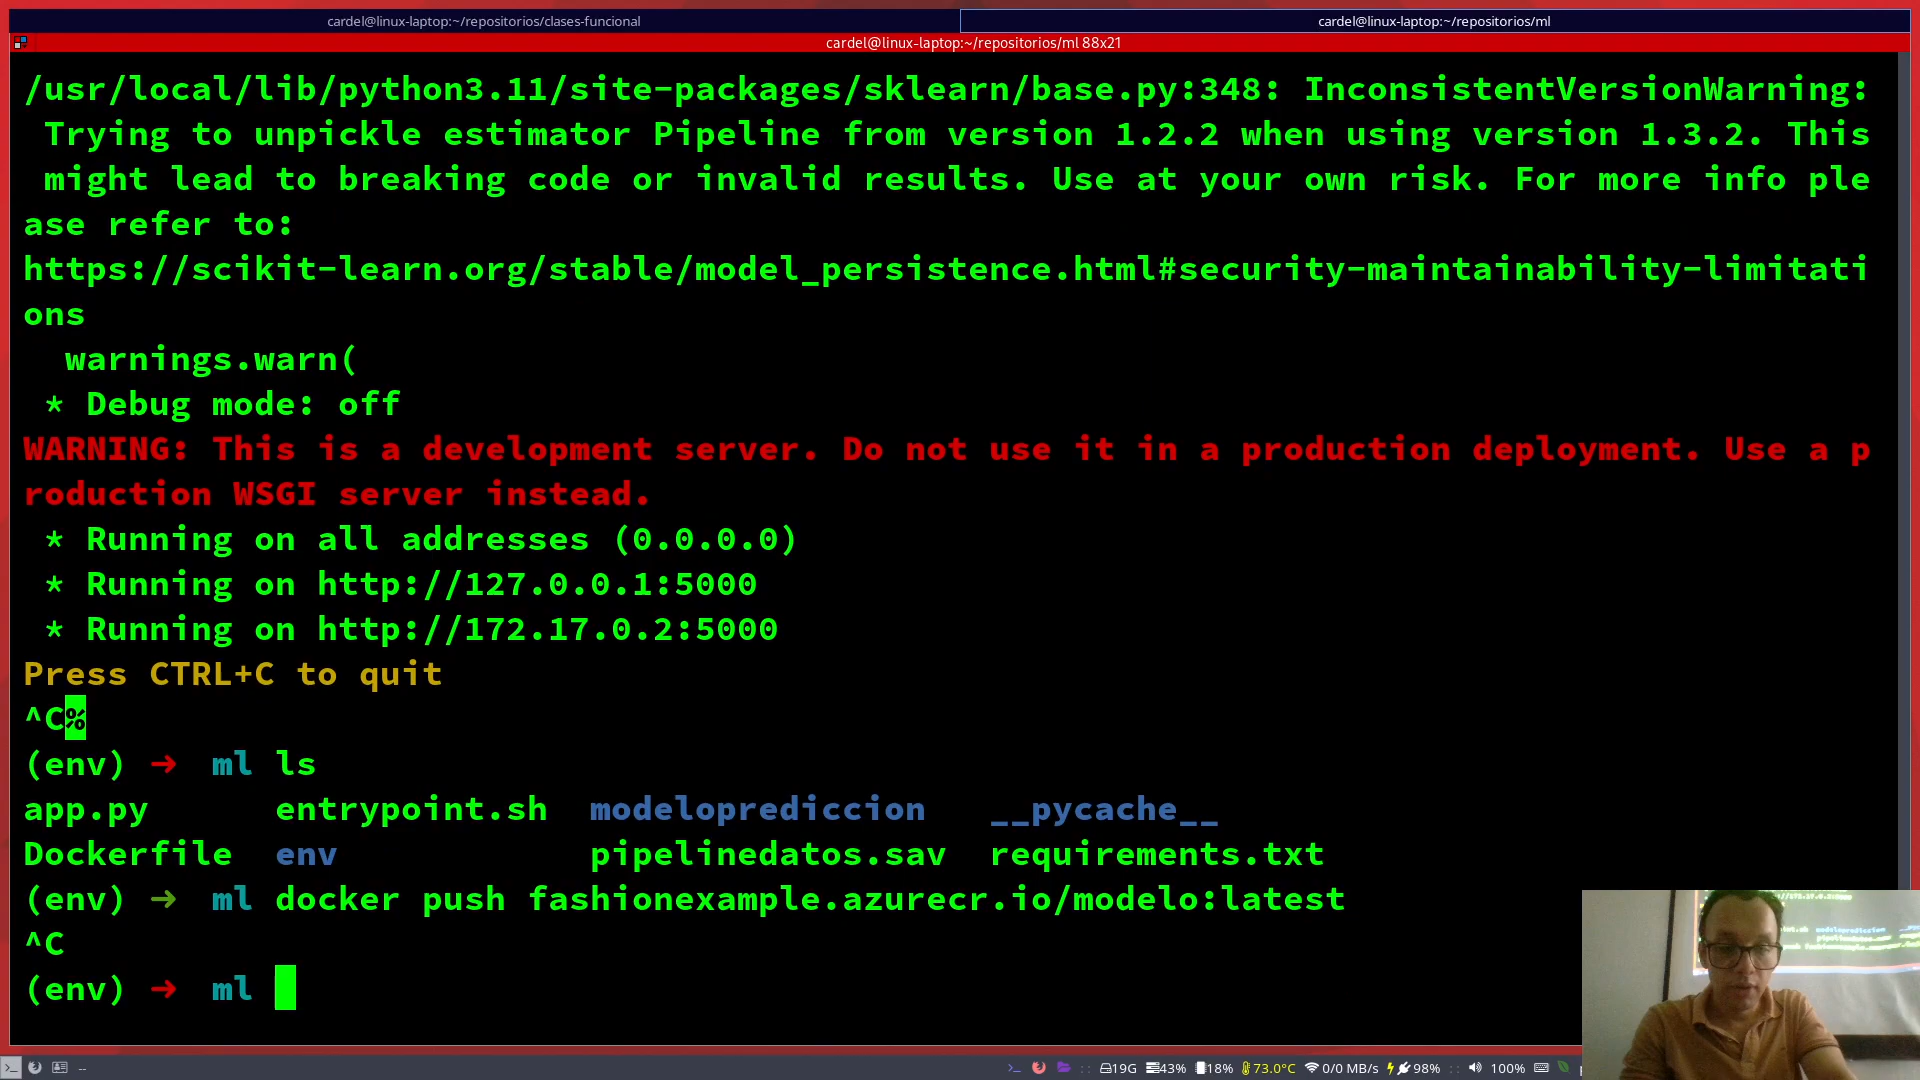 cardel@linux-laptop:~/repositorios/clases-funcional
cardel@linux-laptop:~/repositorios/ml
cardel@linux-laptop:~/repositorios/ml 88x21
/usr/local/lib/python3.11/site-packages/sklearn/base.py:348: InconsistentVersionWarning:
Trying to unpickle estimator Pipeline from version 1.2.2 when using version 1.3.2. This
might lead to breaking code or invalid results. Use at your own risk. For more info ple
ase refer to:
https://scikit-learn.org/stable/model_persistence.html#security-maintainability-limitati
ons
warnings.warn(
* Debug mode: off
WARNING: This is a development server. Do not use it in a production deployment. Use a p
roduction WSGI server instead.
* Running on all addresses (0.0.0.0)
* Running on http://127.0.0.1:5000
* Running on http://172.17.0.2:5000
Press CTRL+C to quit
^C%
(env) → ml ls
app.py entrypoint.sh modeloprediccion __pycache__
Dockerfile env pipelinedatos.sav requirements.txt
(env) → ml docker push fashionexample.azurecr.io/modelo:latest
^C
(env) → ml
-- :: 19G 43% 18% 73.0°C 0/0 MB/s 98% :: 100%